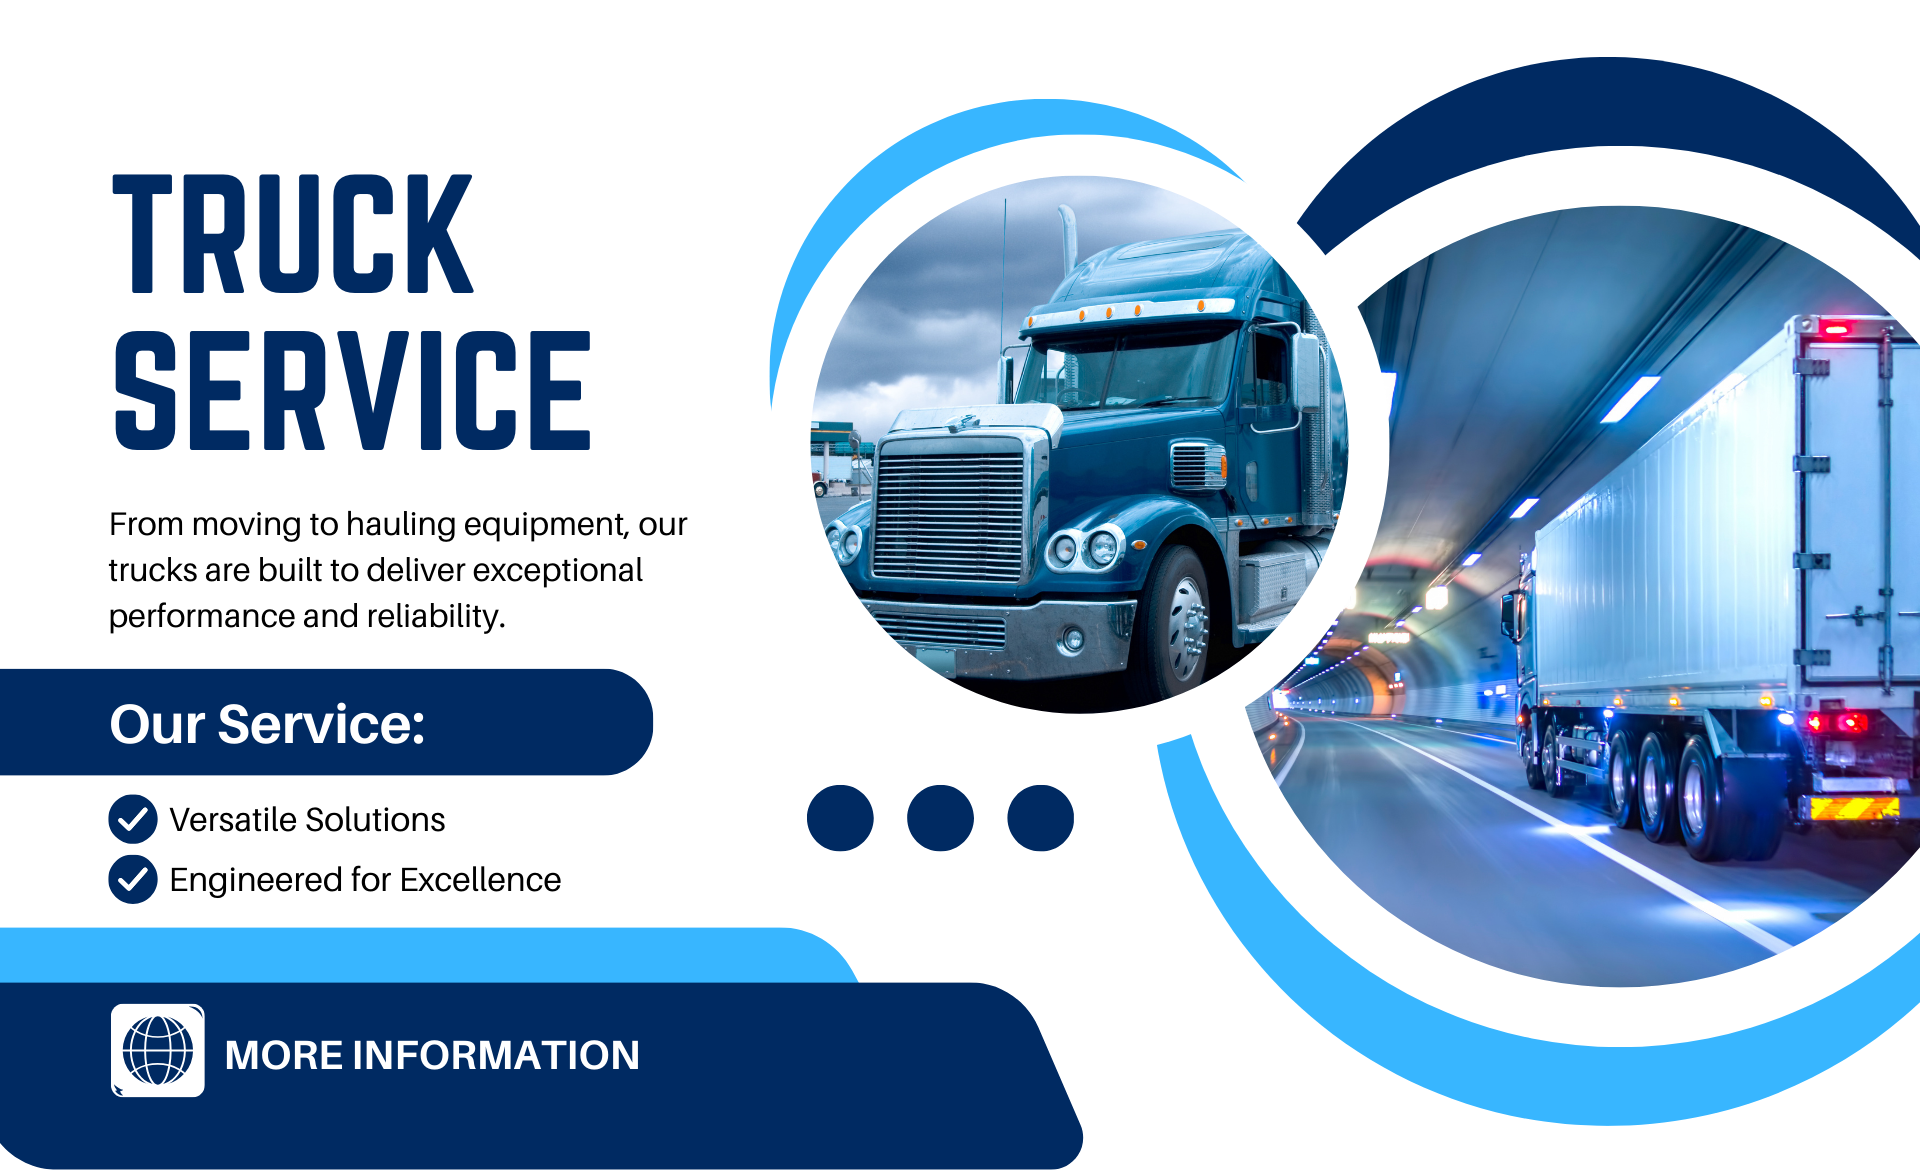 TRUCK
SERVICE
From moving to hauling equipment, our
trucks are built to deliver exceptional
performance and reliability.
Our Service:
Versatile Solutions
Engineered for Excellence
MORE INFORMATION